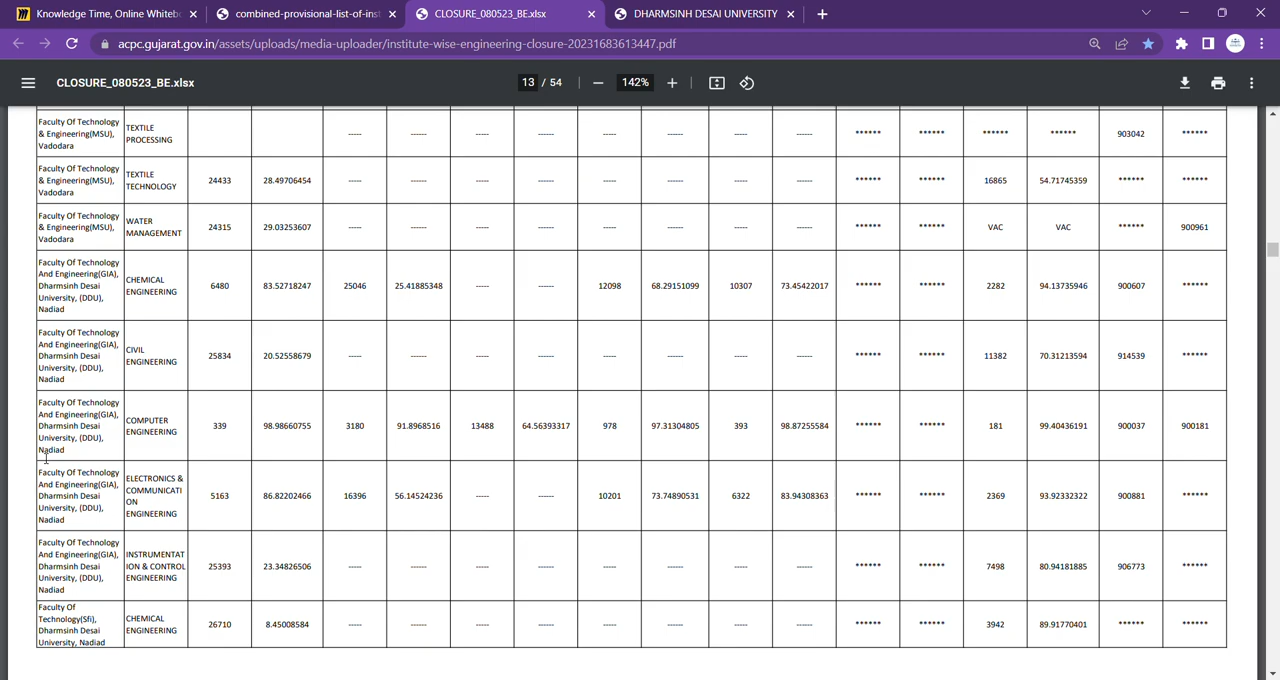 Knowledge Time, Online Whiteb
combined-provisional-list-of-inst
CLOSURE_080523_BE.xlsx
DHARMSINH DESAI UNIVERSITY
acpc.gujarat.gov.in/assets/uploads/media-uploader/institute-wise-engineering-closure-20231683613447.pdf
CLOSURE_080523_BE.xlsx
13 / 54
142%
Faculty Of Technology
& Engineering(MSU),
Vadodara
TEXTILE
PROCESSING
----- ------ ----- ------ ----- ------ ----- ------ ****** ****** ****** ****** 903042 ******
Faculty Of Technology
& Engineering(MSU),
Vadodara
TEXTILE
TECHNOLOGY
24433 28.49706454 ----- ------ ----- ------ ----- ------ ----- ------ ****** ****** 16865 54.71745359 ****** ******
Faculty Of Technology
& Engineering(MSU),
Vadodara
WATER
MANAGEMENT
24315 29.03253607 ----- ------ ----- ------ ----- ------ ----- ------ ****** ****** VAC VAC ****** 900961
Faculty Of Technology
And Engineering(GIA),
Dharmsinh Desai
University, (DDU),
Nadiad
CHEMICAL
ENGINEERING
6480 83.52718247 25046 25.41885348 ----- ------ 12098 68.29151099 10307 73.45422017 ****** ****** 2282 94.13735946 900607 ******
Faculty Of Technology
And Engineering(GIA),
Dharmsinh Desai
University, (DDU),
Nadiad
CIVIL
ENGINEERING
25834 20.52558679 ----- ------ ----- ------ ----- ------ ----- ------ ****** ****** 11382 70.31213594 914539 ******
Faculty Of Technology
And Engineering(GIA),
Dharmsinh Desai
University, (DDU),
Nadiad
COMPUTER
ENGINEERING
339 98.98660755 3180 91.8968516 13488 64.56393317 978 97.31304805 393 98.87255584 ****** ****** 181 99.40436191 900037 900181
Faculty Of Technology
And Engineering(GIA),
Dharmsinh Desai
University, (DDU),
Nadiad
ELECTRONICS &
COMMUNICATI
ON
ENGINEERING
5163 86.82202466 16396 56.14524236 ----- ------ 10201 73.74890531 6322 83.94308363 ****** ****** 2369 93.92332322 900881 ******
Faculty Of Technology
And Engineering(GIA),
Dharmsinh Desai
University, (DDU),
Nadiad
INSTRUMENTAT
ION & CONTROL
ENGINEERING
25393 23.34826506 ----- ------ ----- ------ ----- ------ ----- ------ ****** ****** 7498 80.94181885 906773 ******
Faculty Of
Technology(Sfi),
Dharmsinh Desai
University, Nadiad
CHEMICAL
ENGINEERING
26710 8.45008584 ----- ------ ----- ------ ----- ------ ----- ------ ****** ****** 3942 89.91770401 ****** ******